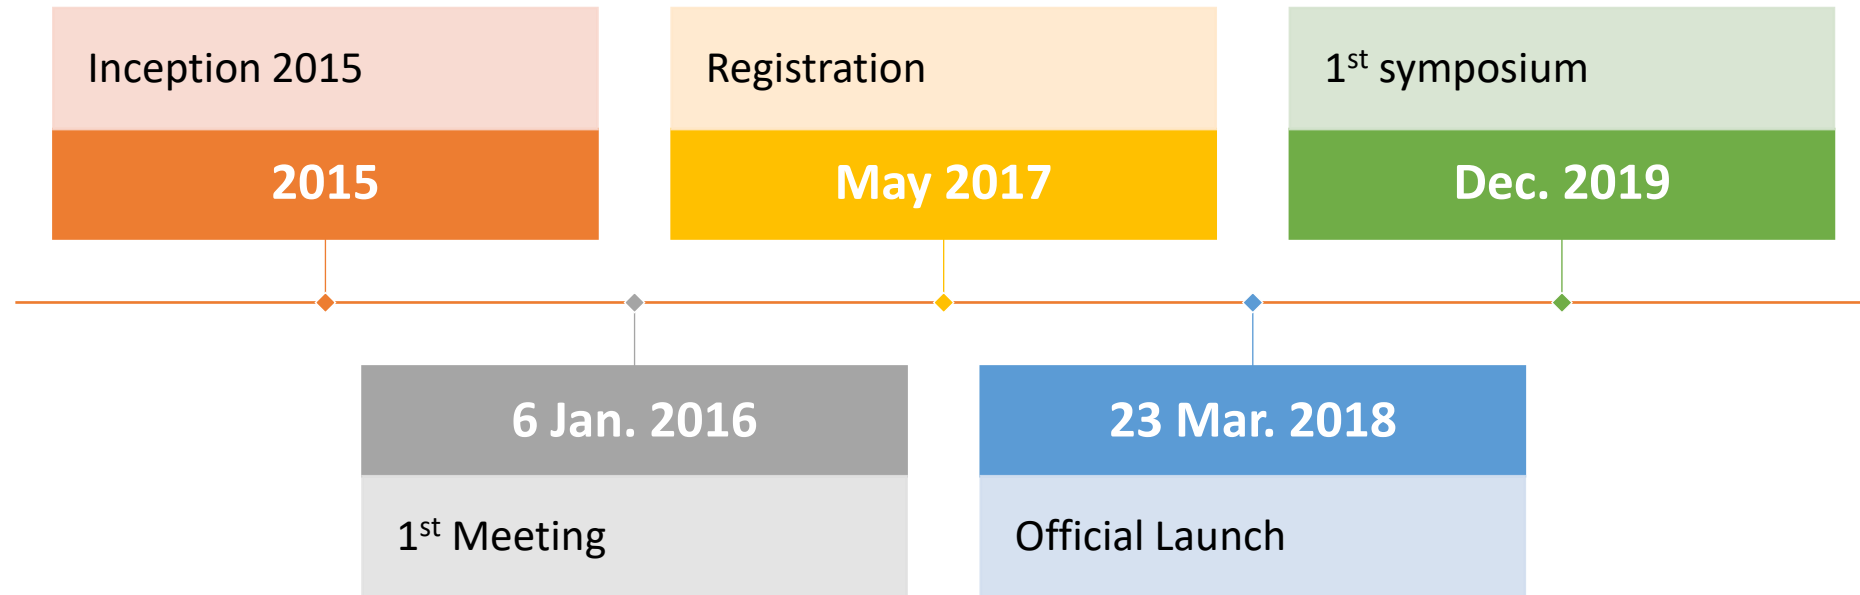 Inception 2015
2015
6 Jan. 2016
1st Meeting
Registration
May 2017
23 Mar. 2018
Official Launch
1st symposium
Dec. 2019